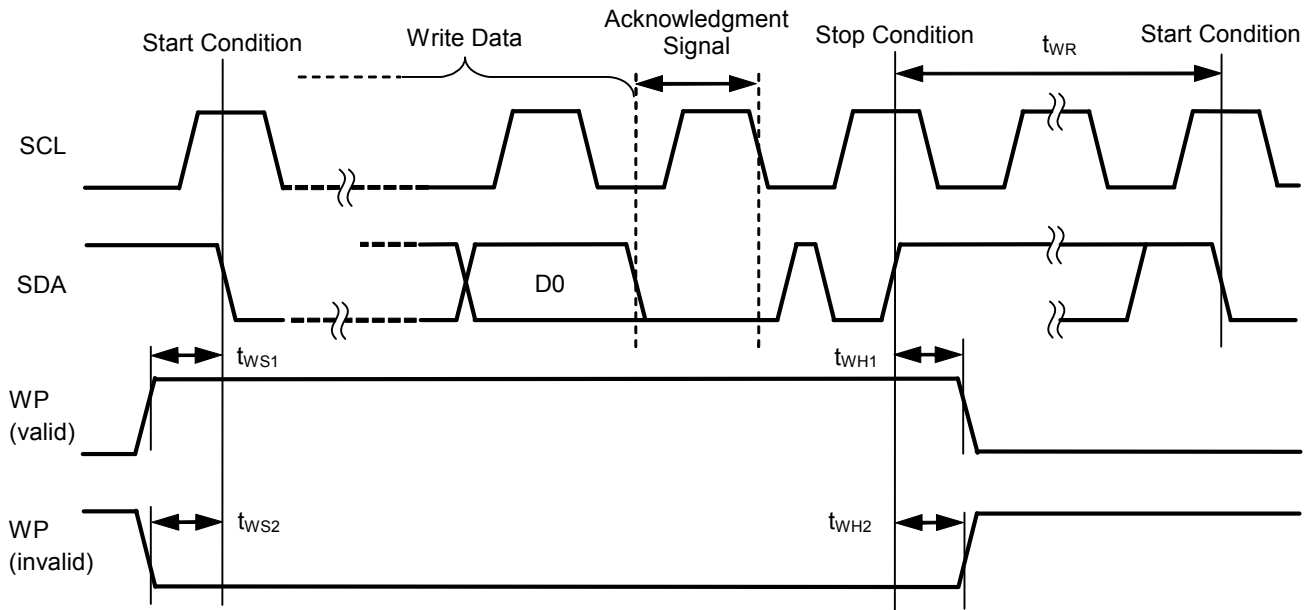 Start Condition
Write Data
Acknowledgment
Signal
Stop Condition
tWR
Start Condition
SCL
SDA
D0
tWS1
tWH1
WP
(valid)
tWS2
tWH2
WP
(invalid)